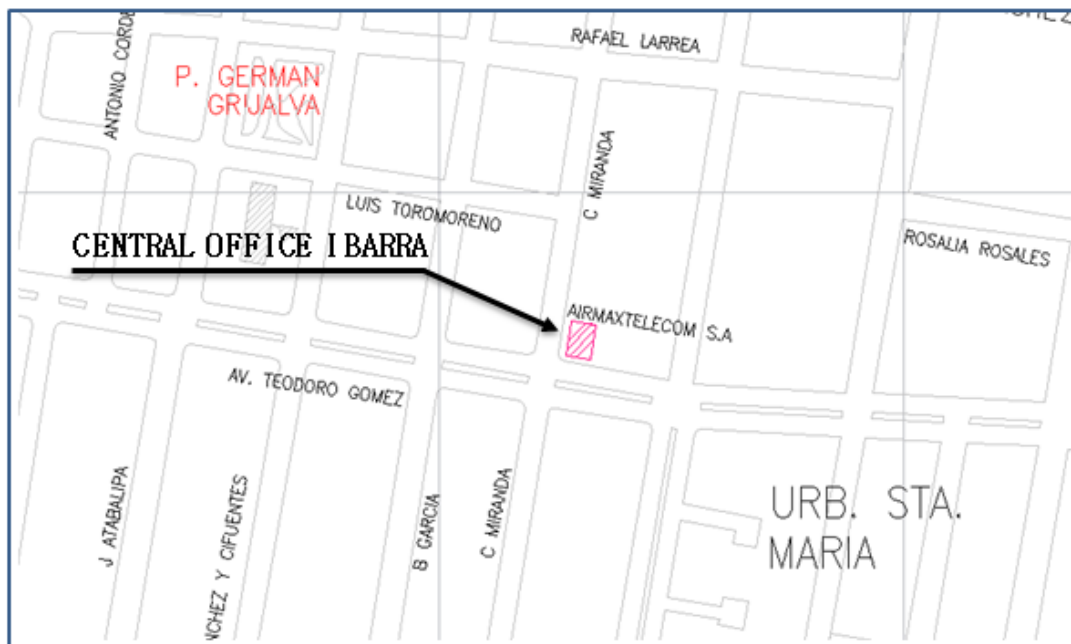 RAFAEL LARREA
ANTONIO CORDE
P. GERMAN
GRIJALVA
C MIRANDA
LUIS TOROMORENO
ROSALIA ROSALES
CENTRAL OFFICE IBARRA
AIRMAXTELECOM S.A
AV. TEODORO GOMEZ
J ATABALIPA
NCHEZ Y CIFUENTES
B GARCIA
C MIRANDA
URB. STA.
MARIA